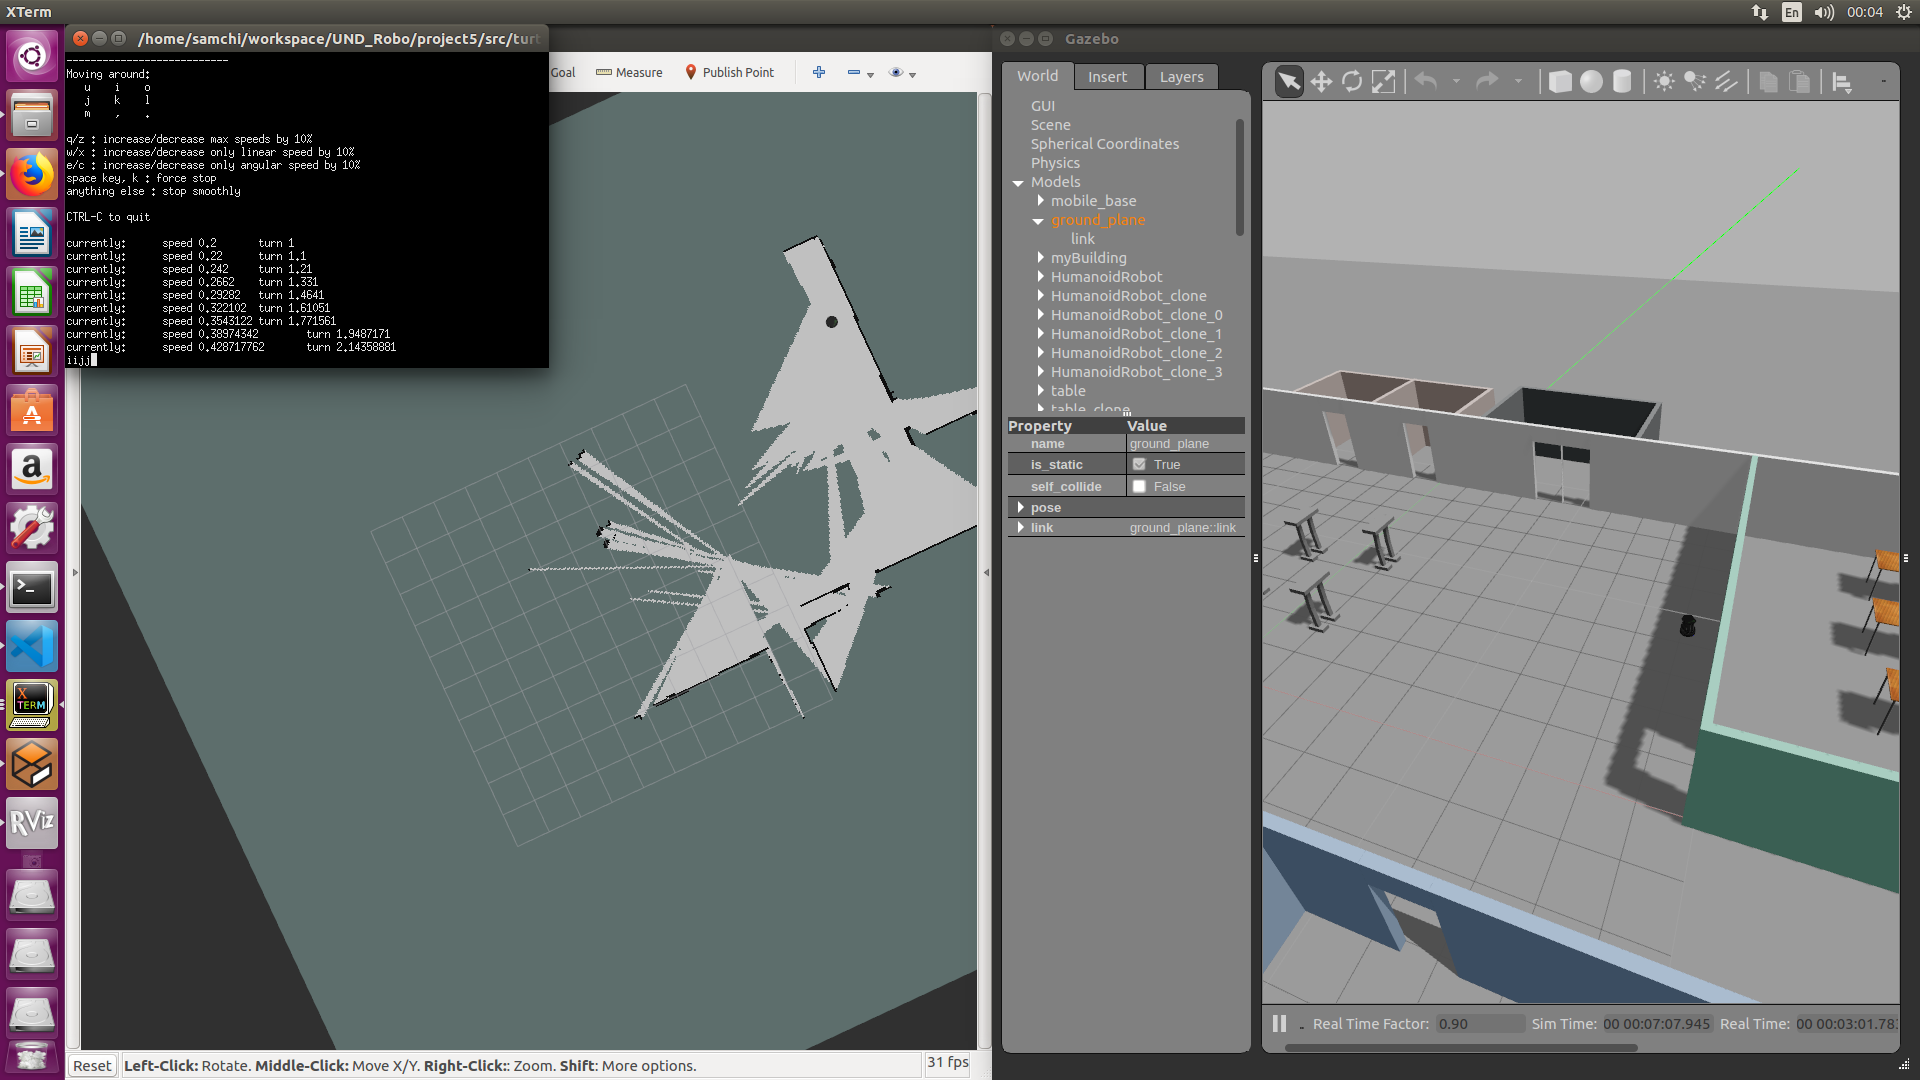 XTerm
En
00:04
/home/samchi/workspace/UND_Robo/project5/src/turt
---------------------------
Moving around:
u i o
j k l
m , .
q/z : increase/decrease max speeds by 10%
w/x : increase/decrease only linear speed by 10%
e/c : increase/decrease only angular speed by 10%
space key, k : force stop
anything else : stop smoothly
CTRL-C to quit
currently: speed 0.2 turn 1
currently: speed 0.22 turn 1.1
currently: speed 0.242 turn 1.21
currently: speed 0.2662 turn 1.331
currently: speed 0.29282 turn 1.4641
currently: speed 0.322102 turn 1.61051
currently: speed 0.3543122 turn 1.771561
currently: speed 0.38974342 turn 1.9487171
currently: speed 0.428717762 turn 2.14358881
iijj
Goal
Measure
Publish Point
Reset
Left-Click: Rotate. Middle-Click: Move X/Y. Right-Click:: Zoom. Shift: More options.
31 fps
X
TERM
RViz
Gazebo
World
Insert
Layers
GUI
Scene
Spherical Coordinates
Physics
Models
mobile_base
ground_plane
link
myBuilding
HumanoidRobot
HumanoidRobot_clone
HumanoidRobot_clone_0
HumanoidRobot_clone_1
HumanoidRobot_clone_2
HumanoidRobot_clone_3
table
table_clone
Property Value
name ground_plane
is_static True
self_collide False
pose
link ground_plane::link
Real Time Factor: 0.90 Sim Time: 00 00:07:07.945 Real Time: 00 00:03:01.783